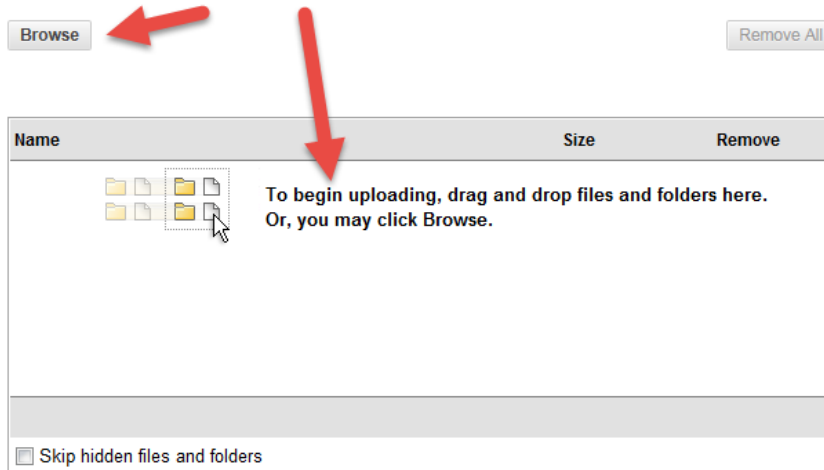 Browse
Remove All
Name Size Remove
To begin uploading, drag and drop files and folders here.
Or, you may click Browse.
Skip hidden files and folders